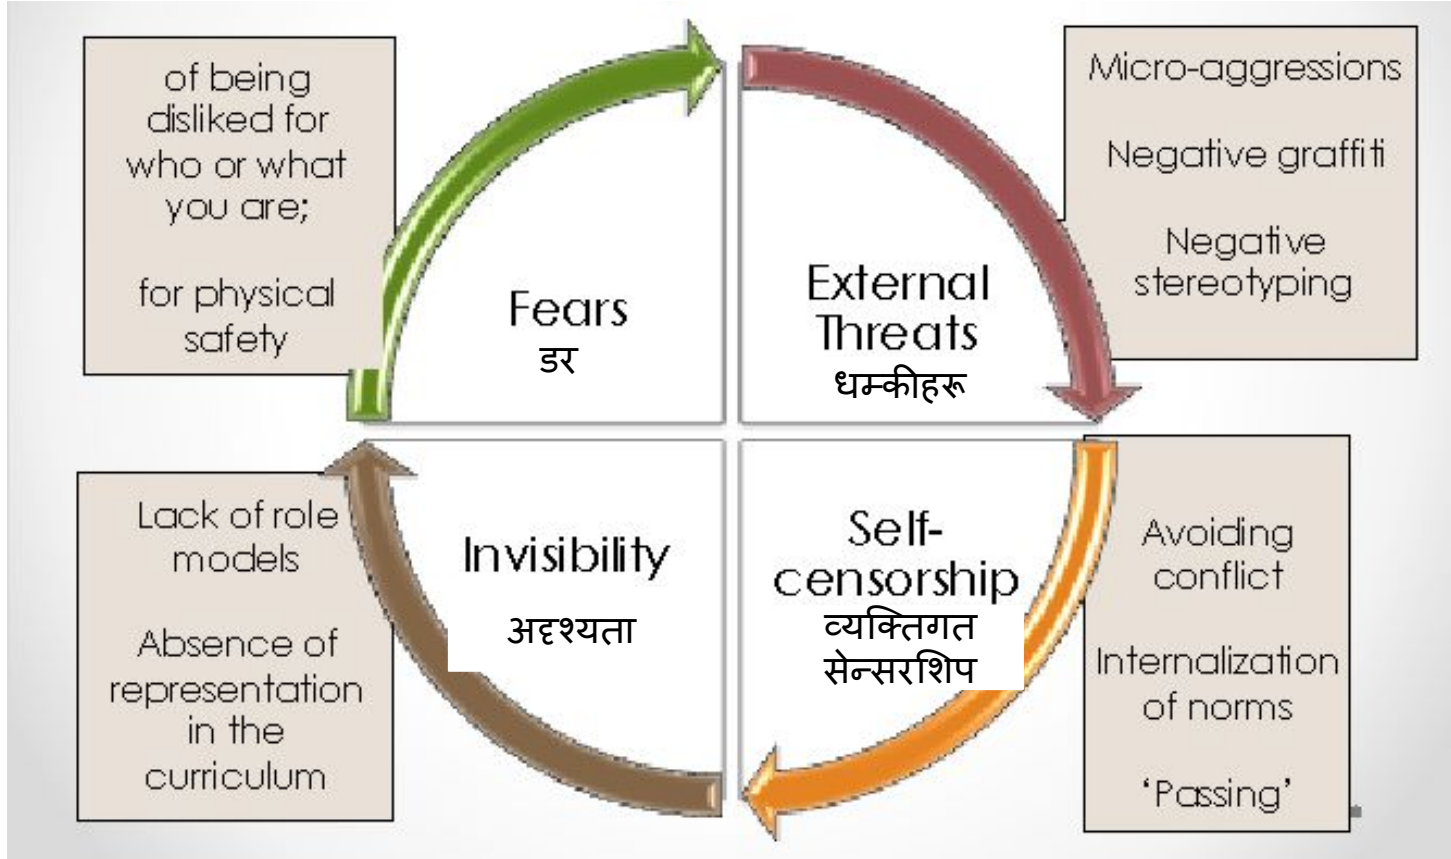 of being
disliked for
who or what
you are;
for physical
safety
Fears
डर
External
Threats
धम्कीहरू
Micro-aggressions
Negative graffiti
Negative
stereotyping
Lack of role
models
Absence of
representation
in the
curriculum
Invisibility
अदृश्यता
Self-
censorship
व्यक्तिगत
सेन्सरशिप
Avoiding
conflict
Internalization
of norms
‘Passing’